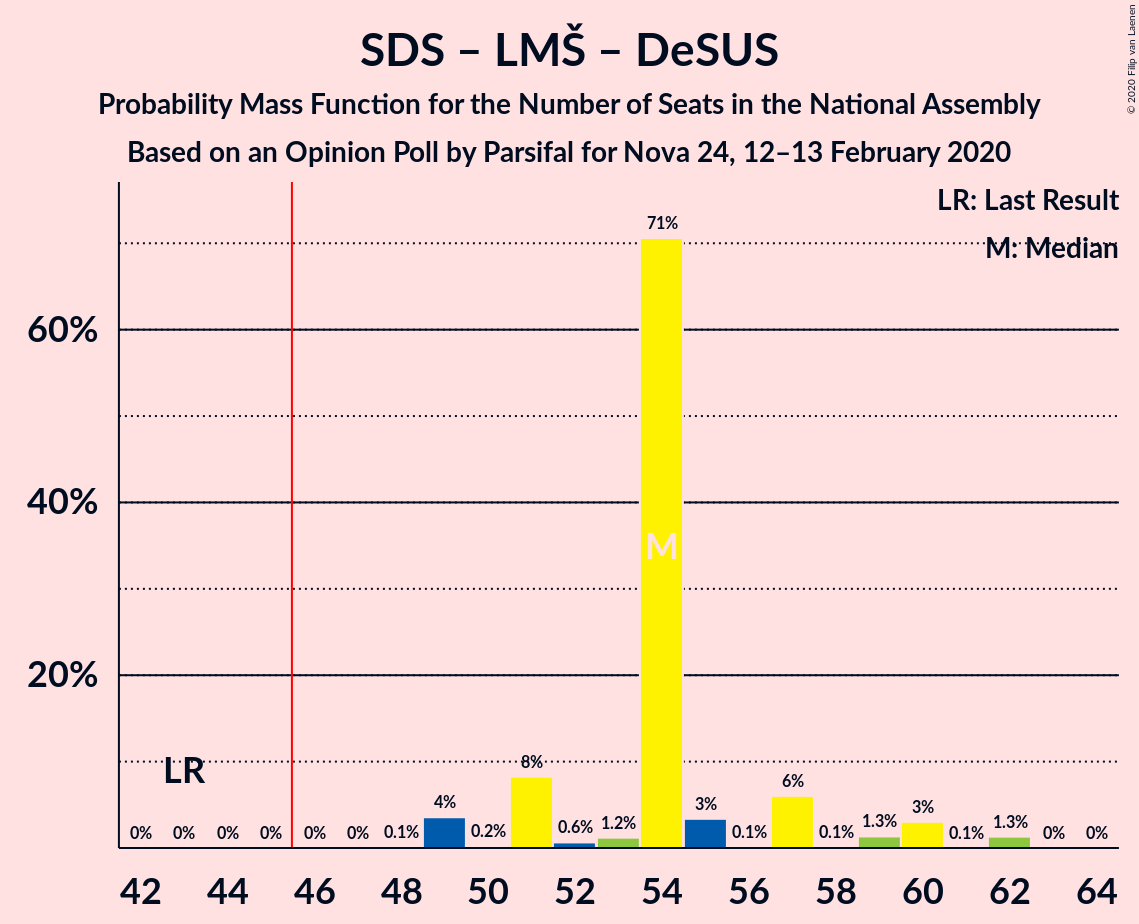 SDS – LMŠ – DeSUS
Probability Mass Function for the Number of Seats in the National Assembly
Based on an Opinion Poll by Parsifal for Nova 24, 12–13 February 2020
© 2020 Filip van Laenen
LR: Last Result
M: Median
71%
60%
40%
M
20%
LR
0% 0% 0% 0% 0% 0% 0.1% 4% 0.2% 8% 0.6% 1.2% 3% 0.1% 6% 0.1% 1.3% 3% 0.1% 1.3% 0% 0%
42 44 46 48 50 52 54 56 58 60 62 64